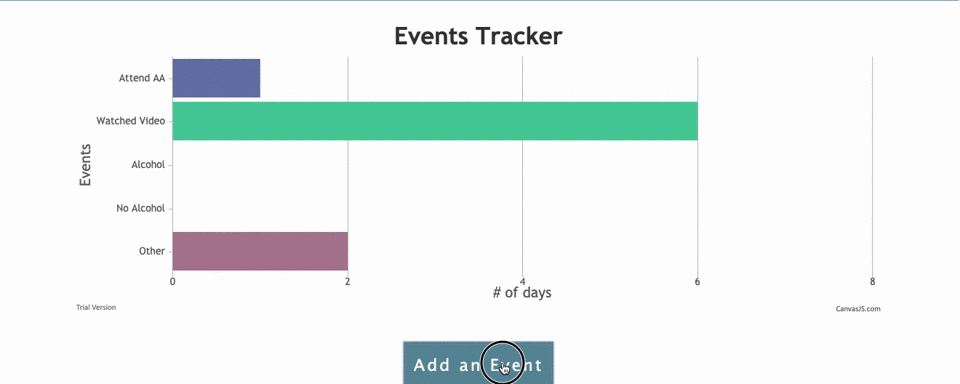 Events Tracker
Attend AA
Watched Video
Alcohol
No Alcohol
Other
Events
0 2 4 6 8
# of days
Trial Version
CanvasJS.com
Add an Event